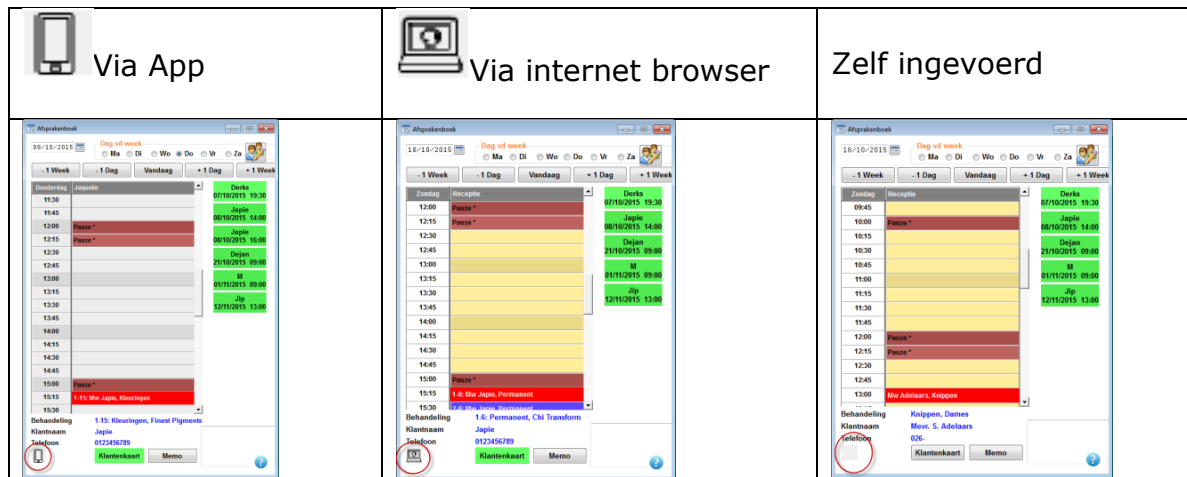 Via App
Via internet browser
Zelf ingevoerd
Afsprakenboek
08/10/2015
Dag vd week
Ma Di Wo Do Vr Za
- 1 Week - 1 Dag Vandaag + 1 Dag + 1 Week
Donderdag Jaquelin
11:30
11:45
12:00 Pauze *
12:15 Pauze *
12:30
12:45
13:00
13:15
13:30
13:45
14:00
14:15
14:30
14:45
15:00 Pauze *
15:15 1-15: Mw Japie, Kleuringen
15:30
Derks
07/10/2015 19:30
Japie
08/10/2015 14:00
Japie
08/10/2015 16:00
Dejan
21/10/2015 09:00
M
01/11/2015 09:00
Jip
12/11/2015 13:00
Behandeling 1-15: Kleuringen, Finest Pigments
Klantnaam Japie
Telefoon 0123456789
Klantenkaart Memo
Afsprakenboek
18/10/2015
Dag vd week
Ma Di Wo Do Vr Za
- 1 Week - 1 Dag Vandaag + 1 Dag + 1 Week
Zondag Receptie
12:00 Pauze *
12:15 Pauze *
12:30
12:45
13:00
13:15
13:30
13:45
14:00
14:15
14:30
14:45
15:00 Pauze *
15:15 1-6: Mw Japie, Permanent
15:30 2-6: Mw Japie, Permanent
Derks
07/10/2015 19:30
Japie
08/10/2015 14:00
Dejan
21/10/2015 09:00
M
01/11/2015 09:00
Jip
12/11/2015 13:00
Behandeling 1-6: Permanent, Chi Transform
Klantnaam Japie
Telefoon 0123456789
Klantenkaart Memo
Afsprakenboek
18/10/2015
Dag vd week
Ma Di Wo Do Vr Za
- 1 Week - 1 Dag Vandaag + 1 Dag + 1 Week
Zondag Receptie
09:45
10:00 Pauze *
10:15
10:30
10:45
11:00
11:15
11:30
11:45
12:00 Pauze *
12:15 Pauze *
12:30
12:45
13:00 Mw Adelaars, Knippen
Derks
07/10/2015 19:30
Japie
08/10/2015 14:00
Dejan
21/10/2015 09:00
M
01/11/2015 09:00
Jip
12/11/2015 13:00
Behandeling Knippen, Dames
Klantnaam Mevr. S. Adelaars
Telefoon 026-
Klantenkaart Memo